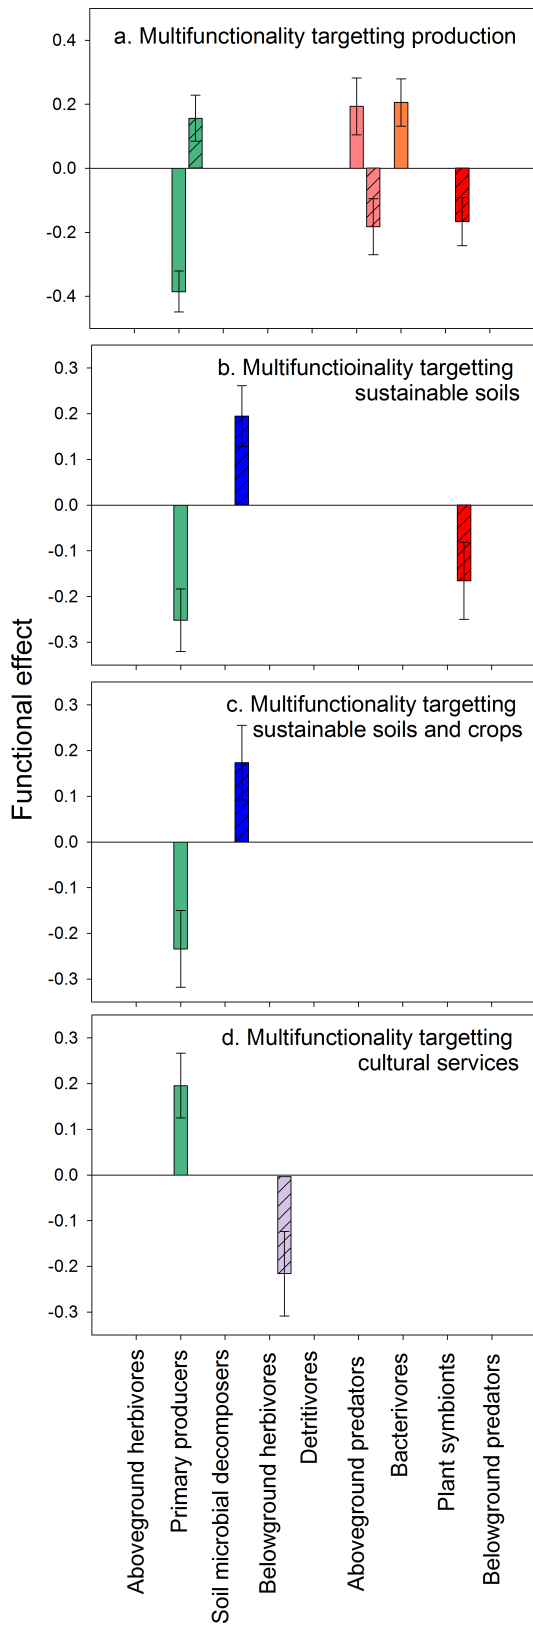 a. Multifunctionality targetting production
0.4
0.2
0.0
-0.2
-0.4
b. Multifunctioinality targetting
sustainable soils
0.3
0.2
0.1
0.0
-0.1
-0.2
-0.3
Functional effect
c. Multifunctionality targetting
sustainable soils and crops
0.3
0.2
0.1
0.0
-0.1
-0.2
-0.3
d. Multifunctionality targetting
cultural services
0.3
0.2
0.1
0.0
-0.1
-0.2
-0.3
Aboveground herbivores
Primary producers
Soil microbial decomposers
Belowground herbivores
Detritivores
Aboveground predators
Bacterivores
Plant symbionts
Belowground predators